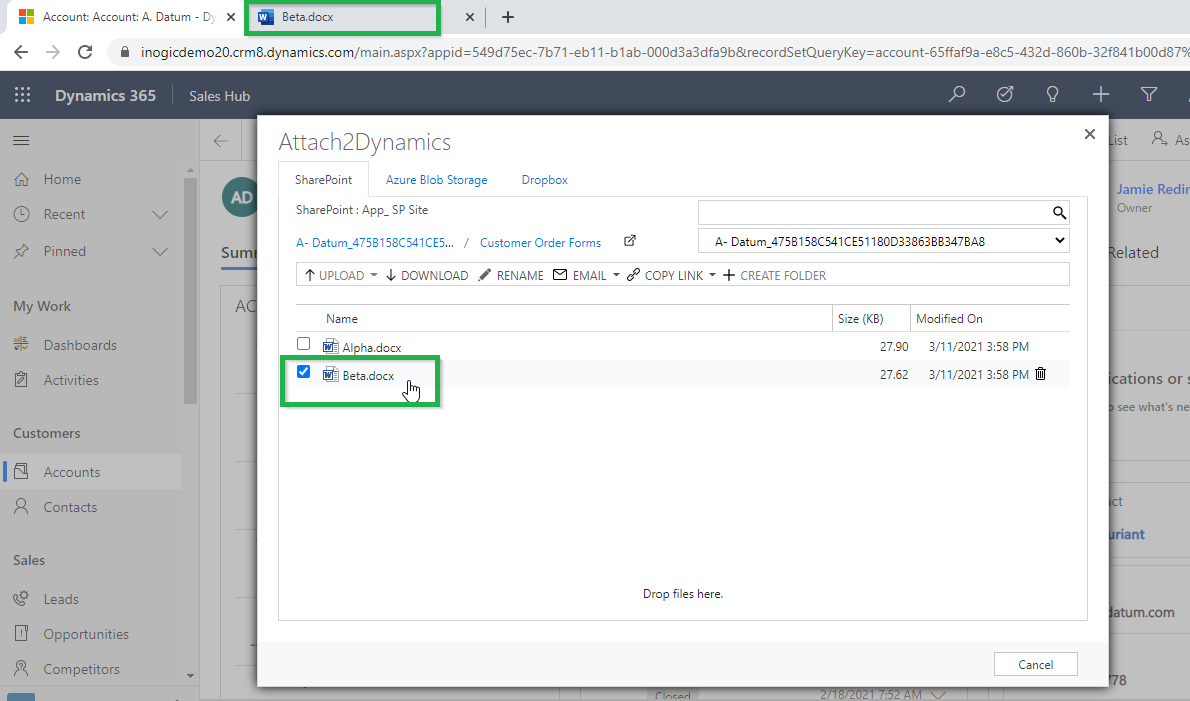 Account: Account: A. Datum - Dy
Beta.docx
inogicdemo20.crm8.dynamics.com/main.aspx?appid=549d75ec-7b71-eb11-b1ab-000d3a3dfa9b&recordSetQueryKey=account-65ffaf9a-e8c5-432d-860b-32f841b00d87%
Dynamics 365
Sales Hub
Home
Recent
Pinned
My Work
Dashboards
Activities
Customers
Accounts
Contacts
Sales
Leads
Opportunities
Competitors
AD
Summ
AC
Attach2Dynamics
SharePoint
Azure Blob Storage
Dropbox
SharePoint : App_ SP Site
A- Datum_475B158C541CE5... / Customer Order Forms
A- Datum_475B158C541CE51180D33863BB347BA8
UPLOAD DOWNLOAD RENAME EMAIL COPY LINK CREATE FOLDER
Name Size (KB) Modified On
Alpha.docx 27.90 3/11/2021 3:58 PM
Beta.docx 27.62 3/11/2021 3:58 PM
Drop files here.
Cancel
List
As
Jamie Redin
Owner
Related
ications or s
o see what's ne
act
uriant
datum.com
778
Closed
2/18/2021 7:52 AM